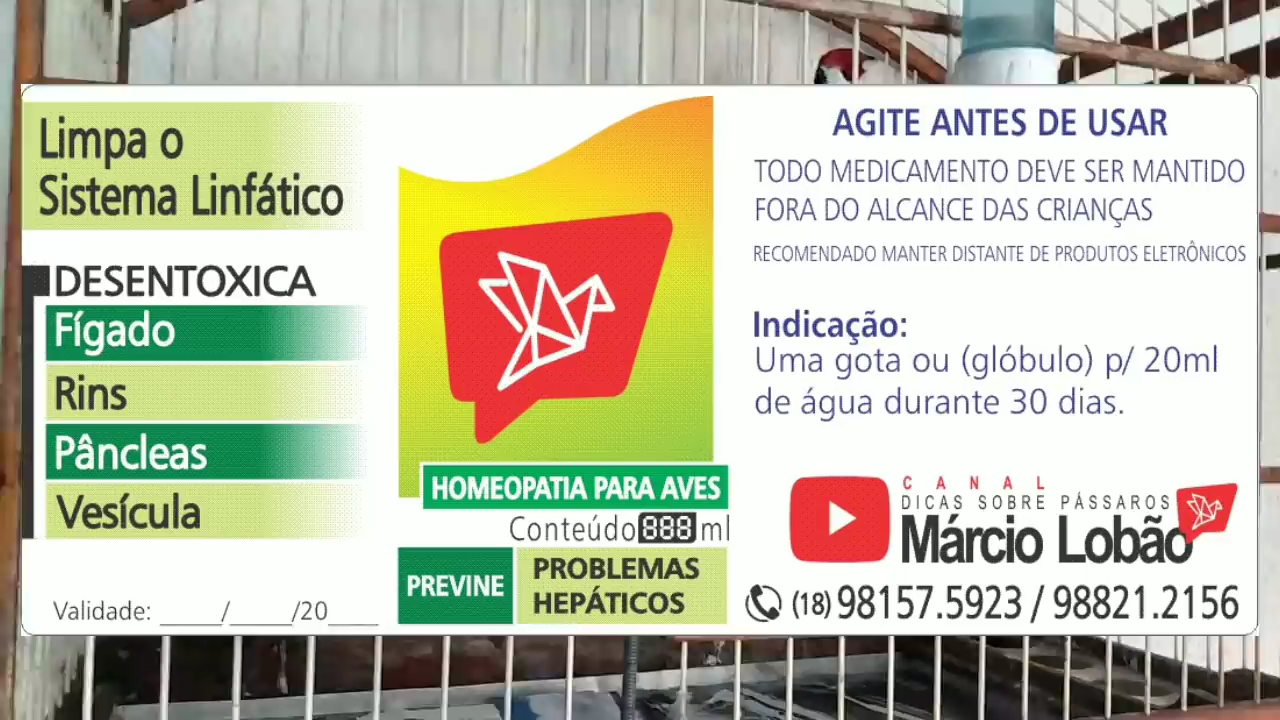 Limpa o
Sistema Linfático
DESENTOXICA
Fígado
Rins
Pâncleas
Vesícula
Validade: _____/_____/20____
HOMEOPATIA PARA AVES
Conteúdo 888 ml
PREVINE
PROBLEMAS
HEPÁTICOS
AGITE ANTES DE USAR
TODO MEDICAMENTO DEVE SER MANTIDO
FORA DO ALCANCE DAS CRIANÇAS
RECOMENDADO MANTER DISTANTE DE PRODUTOS ELETRÔNICOS
Indicação:
Uma gota ou (glóbulo) p/ 20ml
de água durante 30 dias.
CANAL
DICAS SOBRE PÁSSAROS
Márcio Lobão
(18) 98157.5923 / 98821.2156